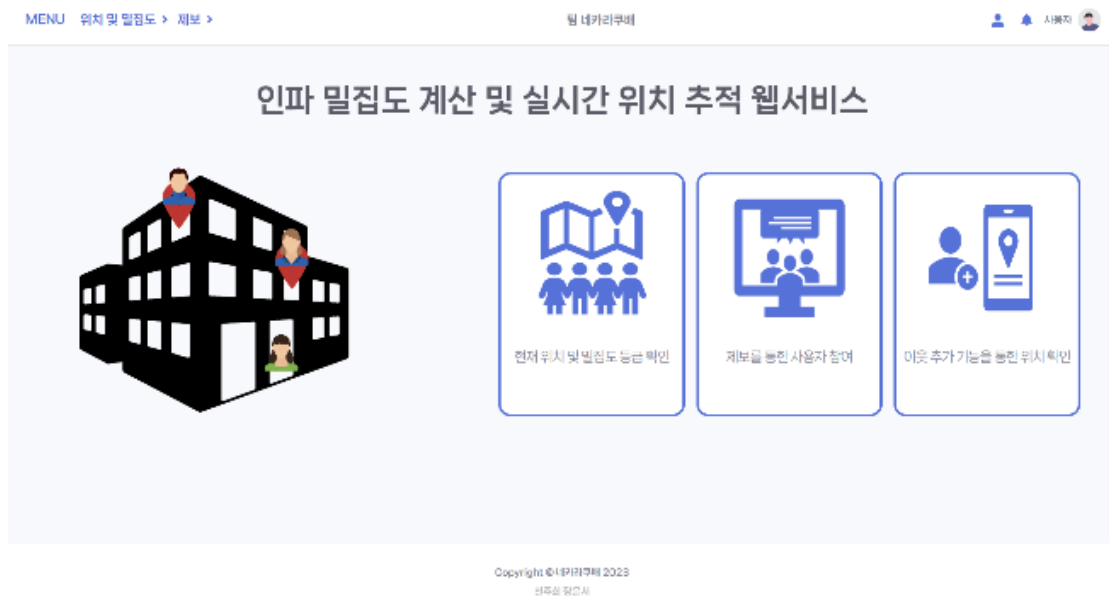 MENU 위치 및 밀집도 > 제보 >
팀 네카라쿠배
사용자
인파 밀집도 계산 및 실시간 위치 추적 웹서비스
현재 위치 및 밀집도 등급 확인
제보를 통한 사용자 참여
이웃 추가 기능을 통한 위치 확인
Copyright © 네카라쿠배 2023